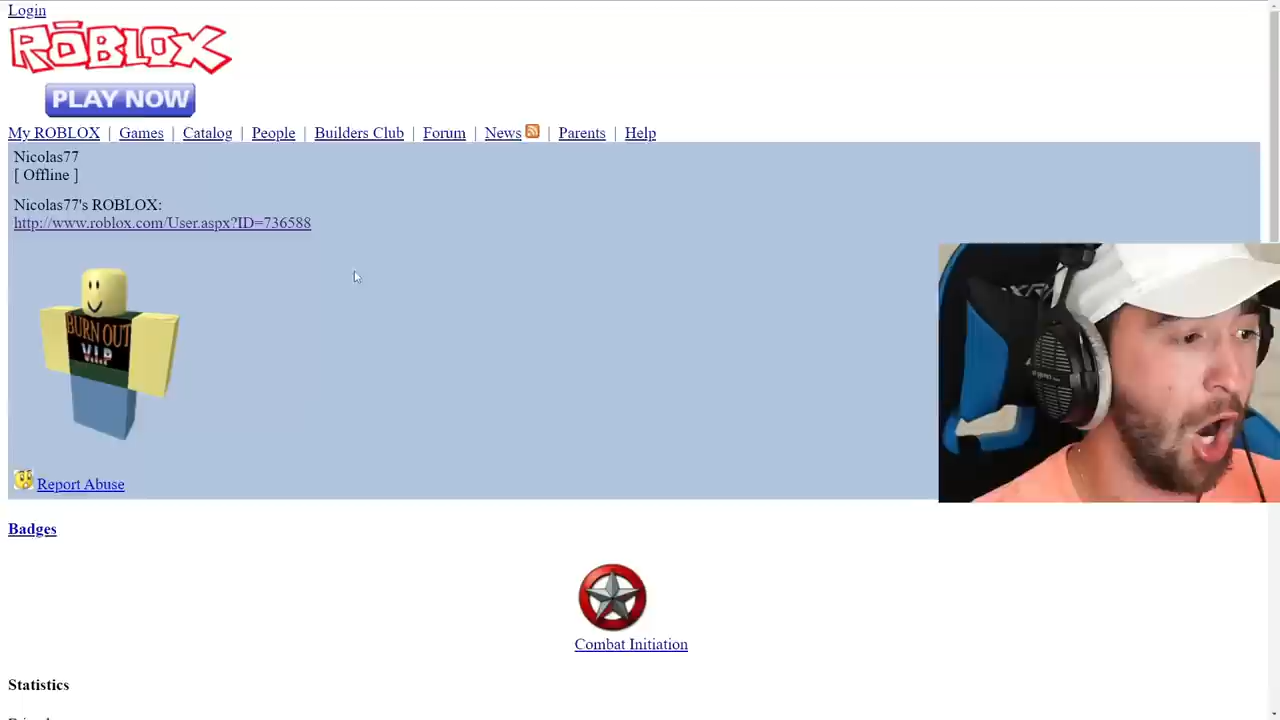 Login
ROBLOX
PLAY NOW
My ROBLOX | Games | Catalog | People | Builders Club | Forum | News | Parents | Help
Nicolas77
[ Offline ]
Nicolas77's ROBLOX:
http://www.roblox.com/User.aspx?ID=736588
BURN OUT
V.I.P
Report Abuse
Badges
Combat Initiation
Statistics